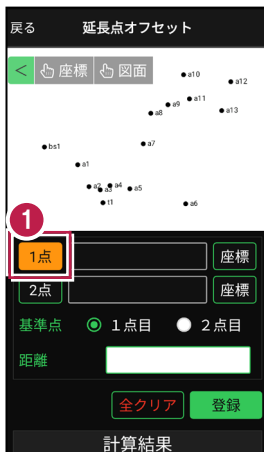 戻る 延長点オフセット
< 座標 図面
a10
a12
a9 a11
a8 a13
bs1 a7
a1
a2 a3 a4 a5
t1 a6
1
1点 座標
2点 座標
基準点 1点目 2点目
距離
全クリア 登録
計算結果